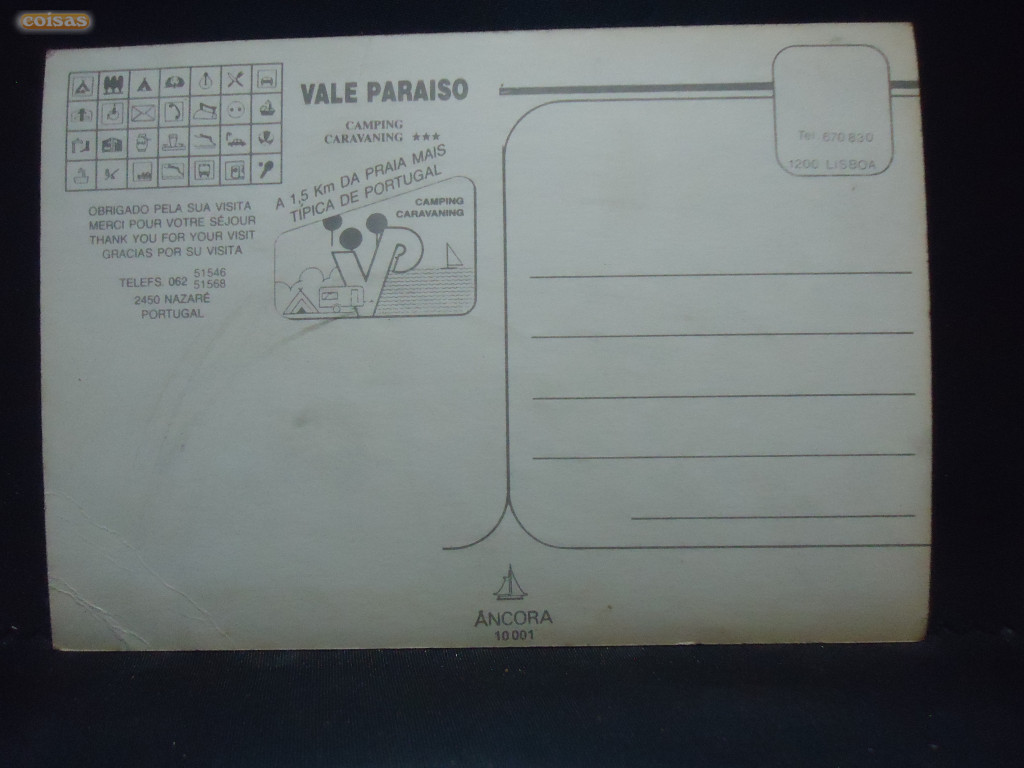 coisas
VALE PARAISO
CAMPING
CARAVANING ★★★
A 1,5 Km DA PRAIA MAIS
TÍPICA DE PORTUGAL
CAMPING
CARAVANING
VP
OBRIGADO PELA SUA VISITA
MERCI POUR VOTRE SÉJOUR
THANK YOU FOR YOUR VISIT
GRACIAS POR SU VISITA
TELEFS. 062 51546
51568
2450 NAZARÉ
PORTUGAL
Tel. 670 830
1200 LISBOA
ÂNCORA
10 001